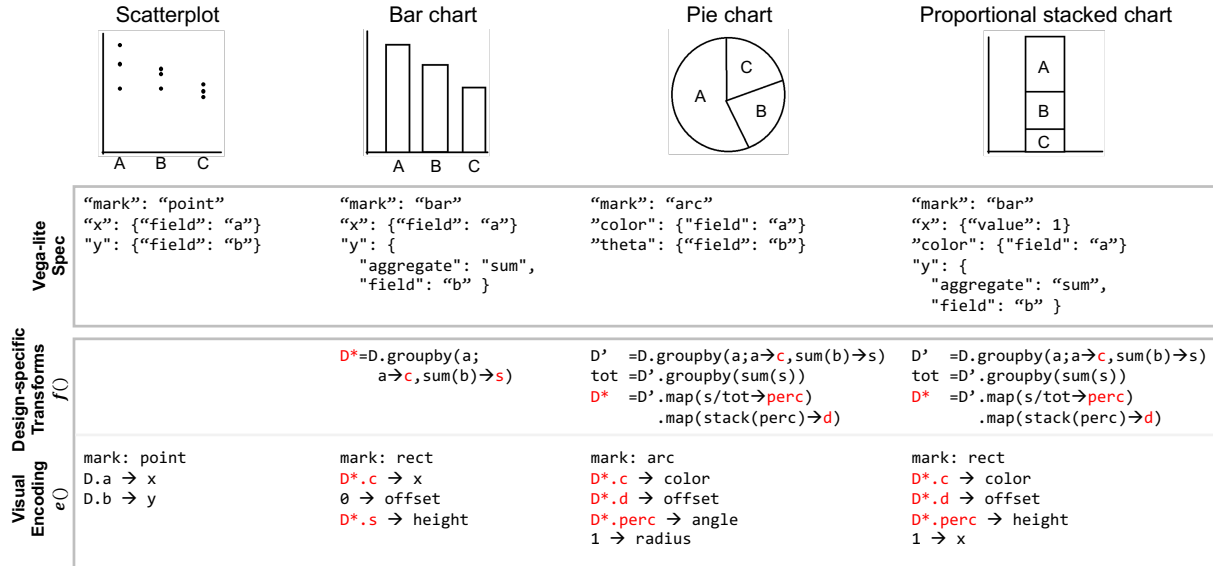 Scatterplot
A B C
Bar chart
A B C
Pie chart
A
C
B
Proportional stacked chart
A
B
C
Vega-lite
Spec
“mark”: “point”
“x”: {“field”: “a”}
"y": {“field”: “b”}
“mark”: “bar”
“x”: {“field”: “a”}
"y": {
"aggregate": "sum",
"field": “b” }
“mark”: “arc”
”color": {"field": “a”}
”theta": {“field”: “b”}
“mark”: “bar”
“x”: {“value”: 1}
”color": {"field": “a”}
"y": {
"aggregate": “sum”,
"field": “b” }
Design-specific
Transforms
f()
D*=D.groupby(a;
a→c,sum(b)→s)
D’ =D.groupby(a;a→c,sum(b)→s)
tot =D’.groupby(sum(s))
D* =D’.map(s/tot→perc)
.map(stack(perc)→d)
D’ =D.groupby(a;a→c,sum(b)→s)
tot =D’.groupby(sum(s))
D* =D’.map(s/tot→perc)
.map(stack(perc)→d)
Visual
Encoding
e()
mark: point
D.a → x
D.b → y
mark: rect
D*.c → x
0 → offset
D*.s → height
mark: arc
D*.c → color
D*.d → offset
D*.perc → angle
1 → radius
mark: rect
D*.c → color
D*.d → offset
D*.perc → height
1 → x